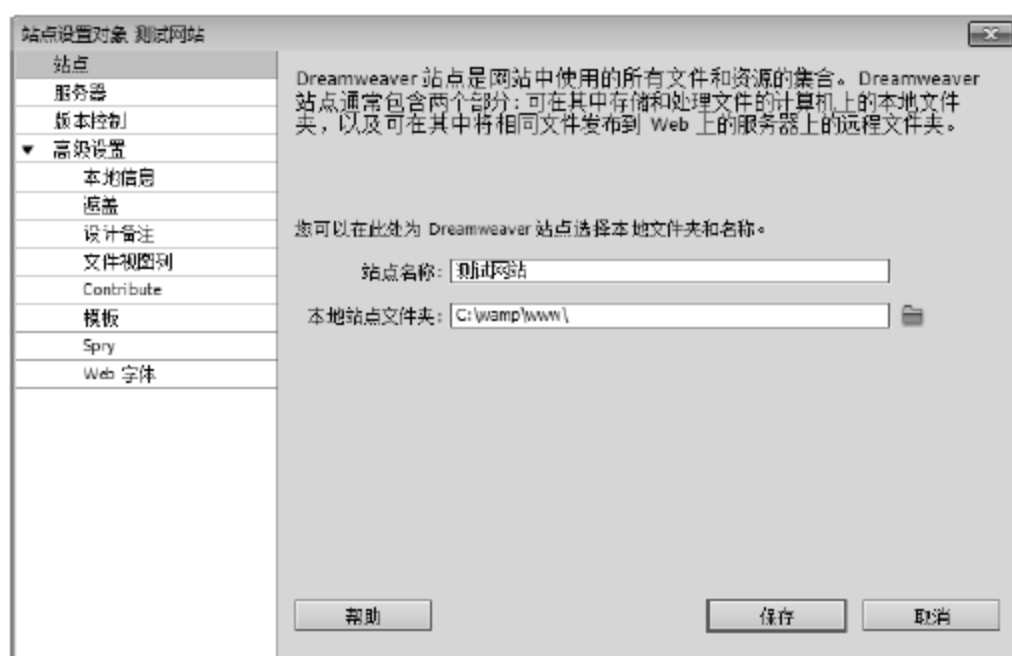 站点设置对象 测试网站
站点
服务器
版本控制
高级设置
本地信息
遮盖
设计备注
文件视图列
Contribute
模板
Spry
Web 字体
Dreamweaver 站点是网站中使用的所有文件和资源的集合。Dreamweaver
站点通常包含两个部分：可在其中存储和处理文件的计算机上的本地文件
夹，以及可在其中将相同文件发布到 Web 上的服务器上的远程文件夹。
您可以在此处为 Dreamweaver 站点选择本地文件夹和名称。
站点名称：测试网站
本地站点文件夹：C:\wamp\www\
帮助
保存
取消